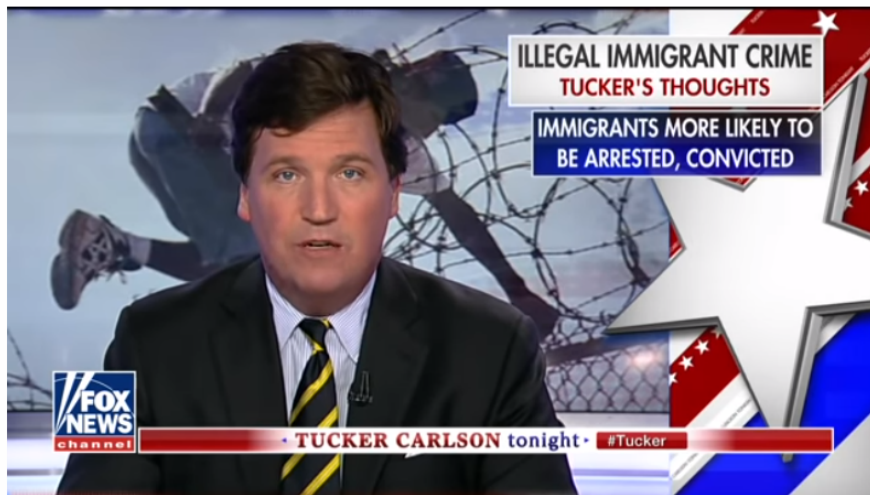 ILLEGAL IMMIGRANT CRIME
TUCKER'S THOUGHTS
IMMIGRANTS MORE LIKELY TO
BE ARRESTED, CONVICTED
FOX
NEWS
channel
TUCKER CARLSON tonight
#Tucker